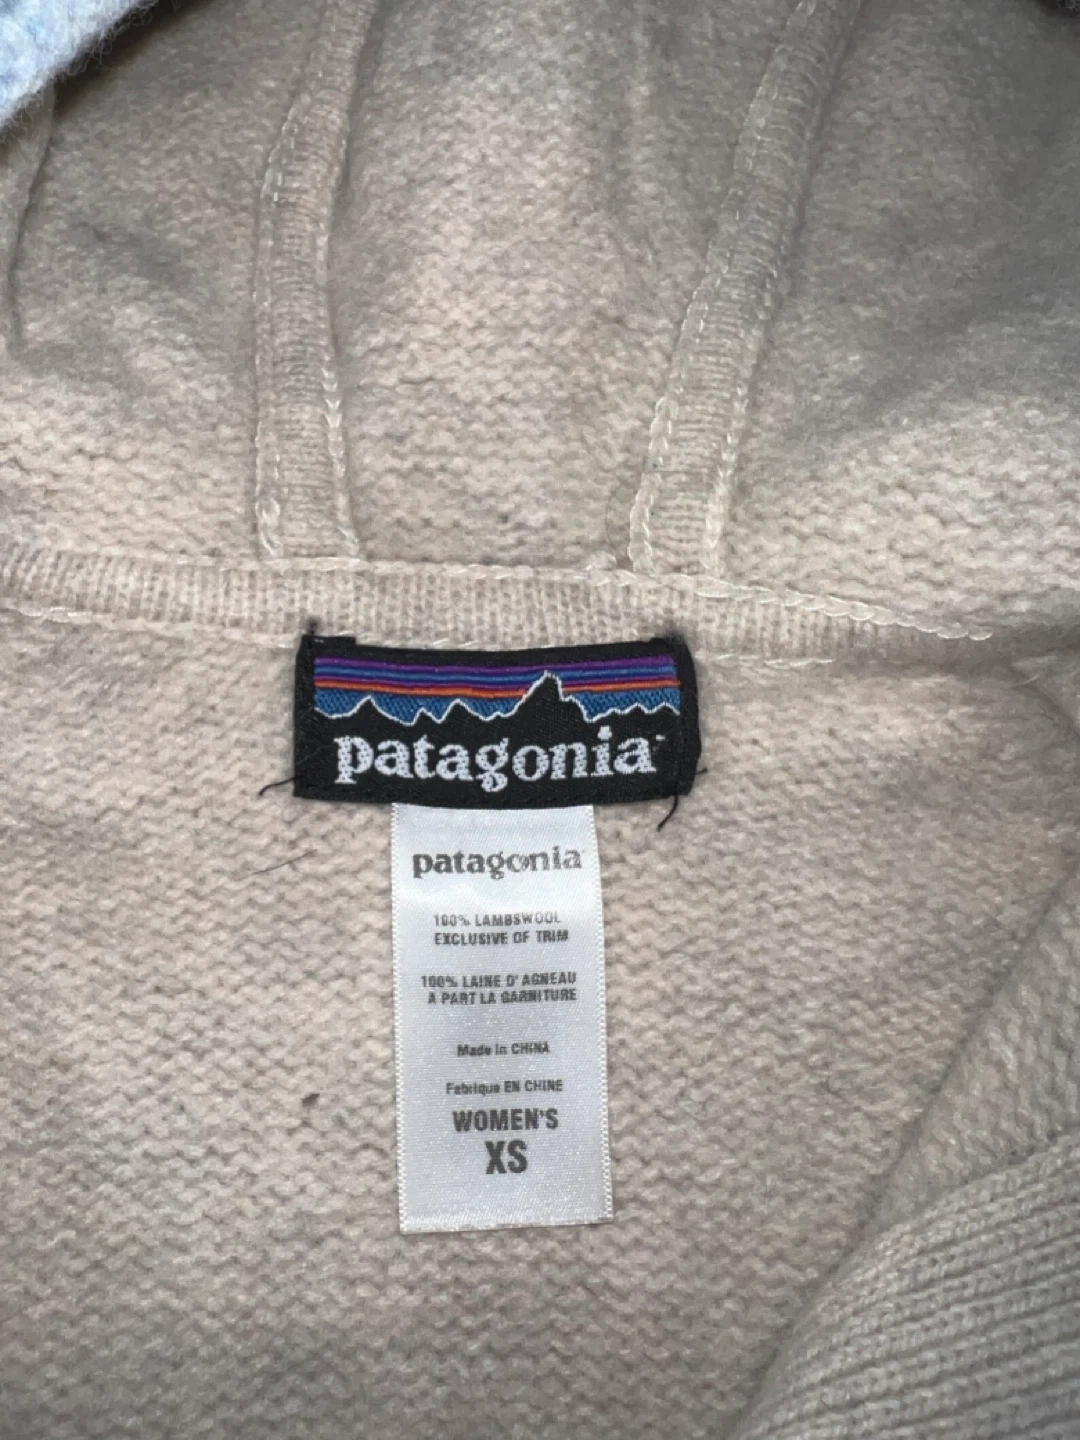 patagonia
patagonia
100% LAMBSWOOL
EXCLUSIVE OF TRIM
100% LAINE D'AGNEAU
A PART LA GARNITURE
Made in CHINA
Fabrique EN CHINE
WOMEN'S
XS